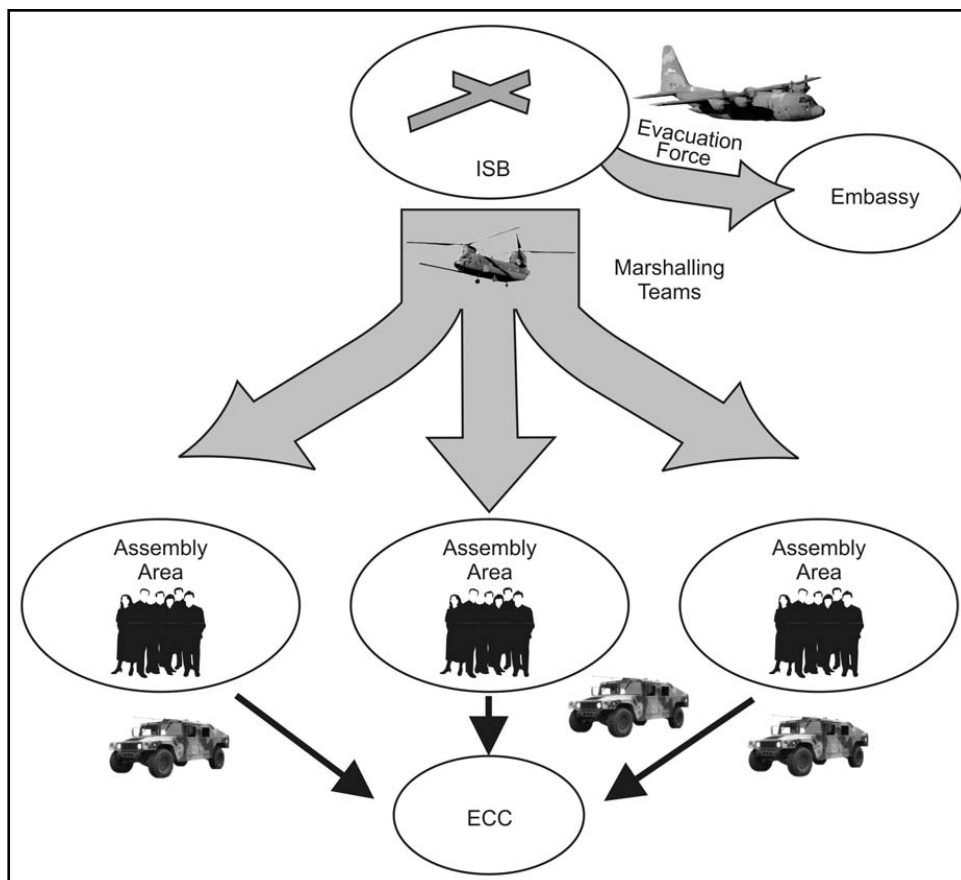 ISB
Evacuation
Force
Embassy
Marshalling
Teams
Assembly
Area
Assembly
Area
Assembly
Area
ECC